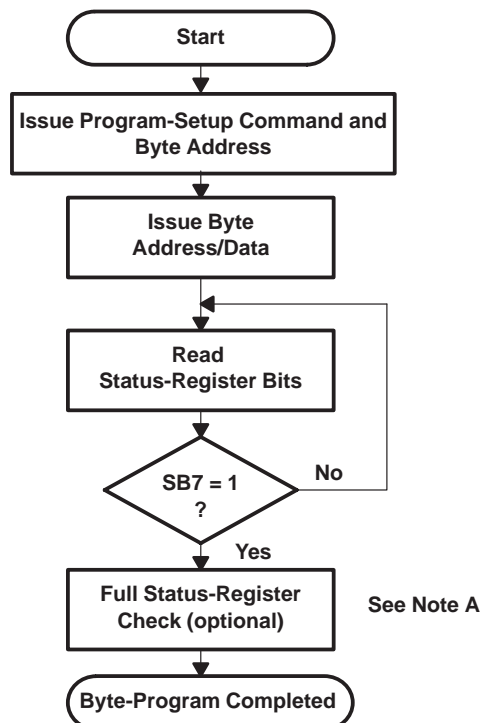 Start
Issue Program-Setup Command and
Byte Address
Issue Byte
Address/Data
Read
Status-Register Bits
SB7 = 1
?
No
Yes
Full Status-Register
Check (optional)
See Note A
Byte-Program Completed